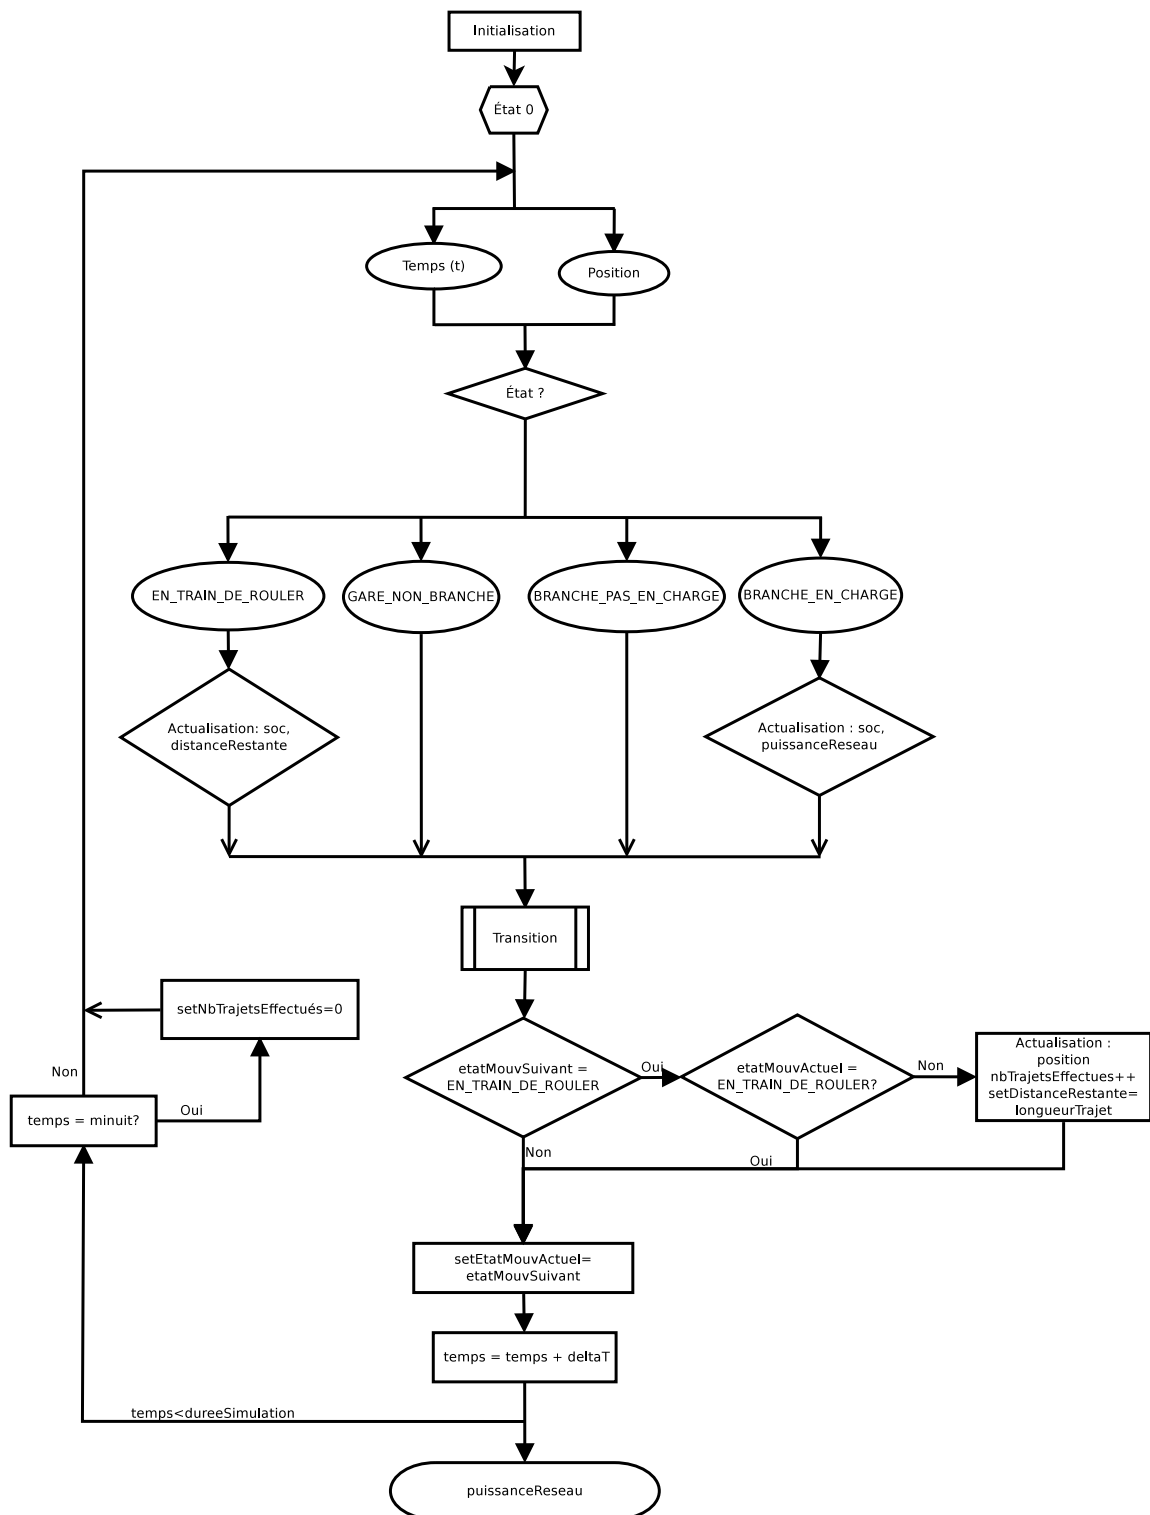 Initialisation
État 0
Temps (t)
Position
État ?
EN_TRAIN_DE_ROULER
GARE_NON_BRANCHE
BRANCHE_PAS_EN_CHARGE
BRANCHE_EN_CHARGE
Actualisation: soc,
distanceRestante
Actualisation : soc,
puissanceReseau
Transition
setNbTrajetsEffectués=0
Non
temps = minuit?
Oui
etatMouvSuivant =
EN_TRAIN_DE_ROULER
Oui
etatMouvActuel =
EN_TRAIN_DE_ROULER?
Non
Actualisation :
position
nbTrajetsEffectues++
setDistanceRestante=
longueurTrajet
Non
Oui
setEtatMouvActuel=
etatMouvSuivant
temps = temps + deltaT
temps<dureeSimulation
puissanceReseau